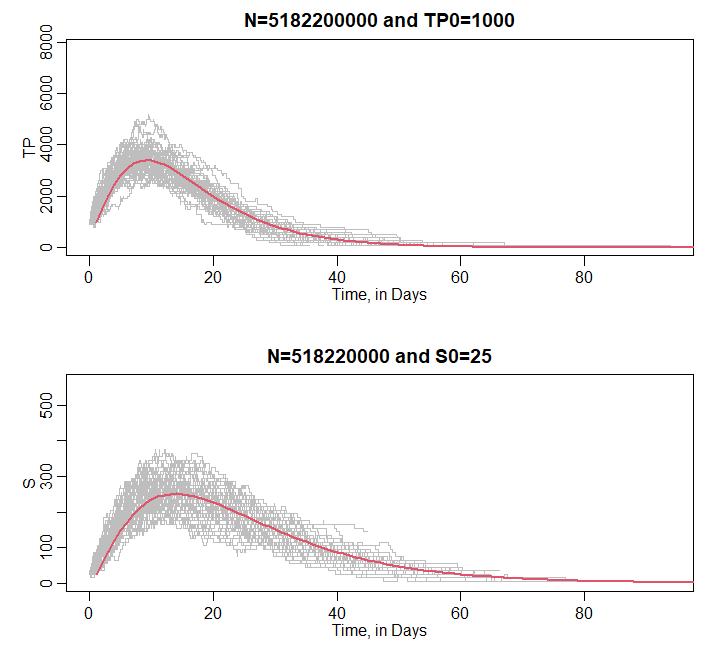 N=5182200000 and TP0=1000
TP
8000
6000
4000
2000
0
0 20 40 60 80
Time, in Days
N=518220000 and S0=25
S
500
300
100
0
0 20 40 60 80
Time, in Days